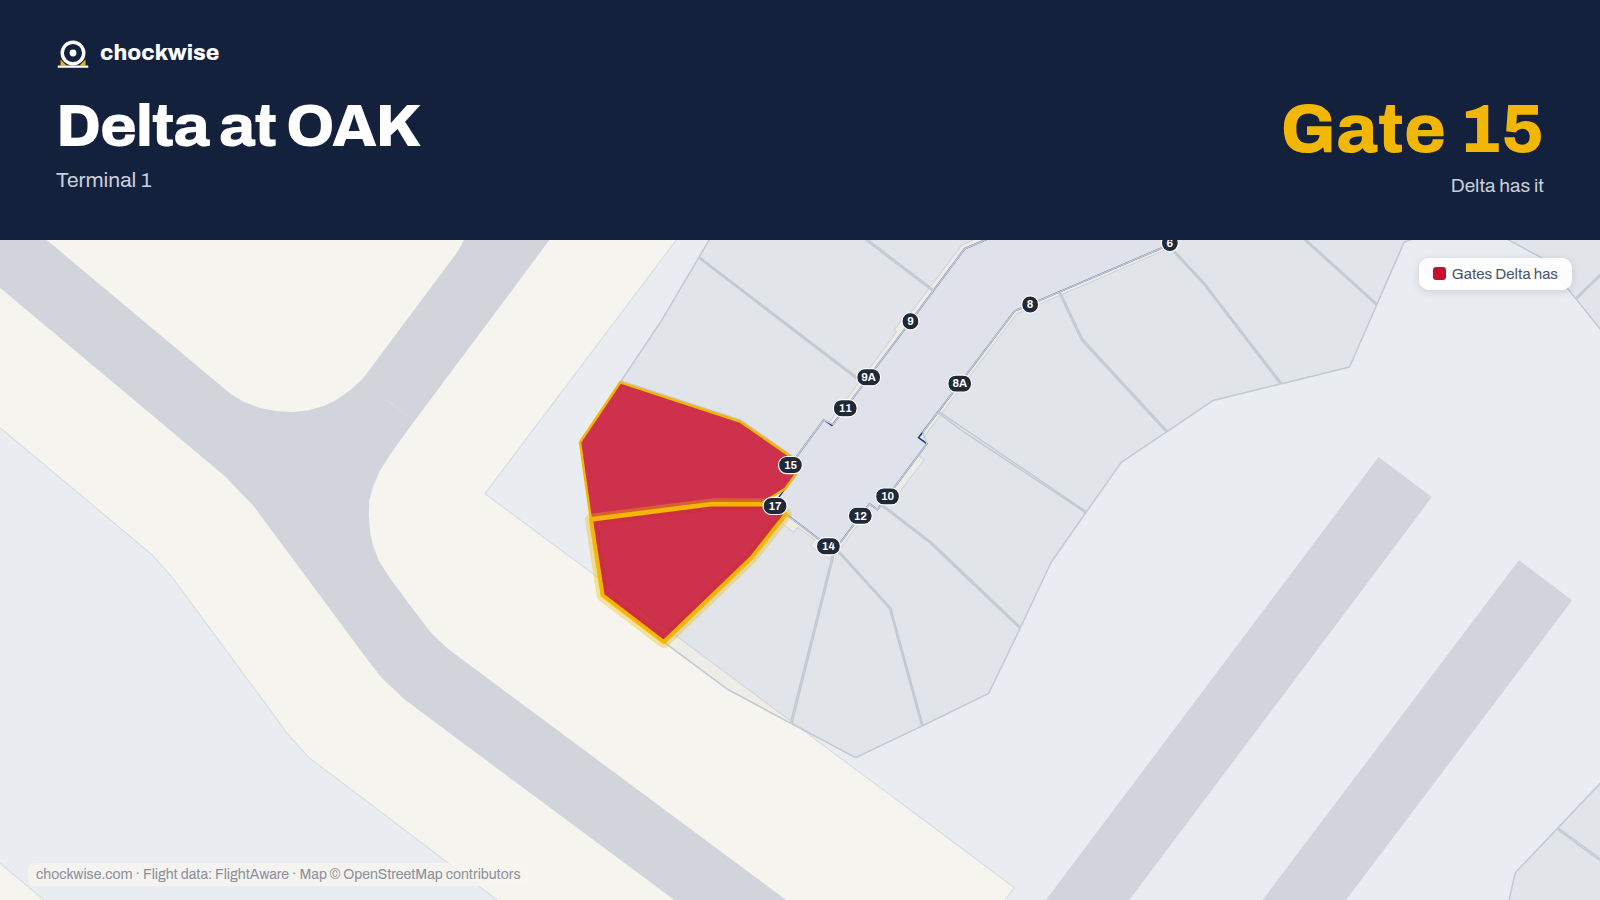 chockwise
Delta at OAK
Terminal 1
Gate 15
Delta has it
6
Gates Delta has
8
9
9A
8A
11
15
10
17
12
14
chockwise.com · Flight data: FlightAware · Map © OpenStreetMap contributors